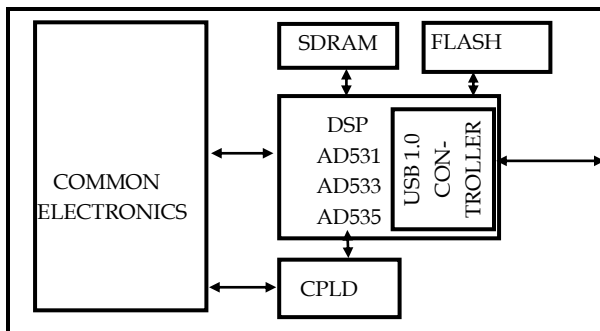 COMMON
ELECTRONICS
SDRAM
FLASH
DSP
AD531
AD533
AD535
USB 1.0
CON-
TROLLER
CPLD